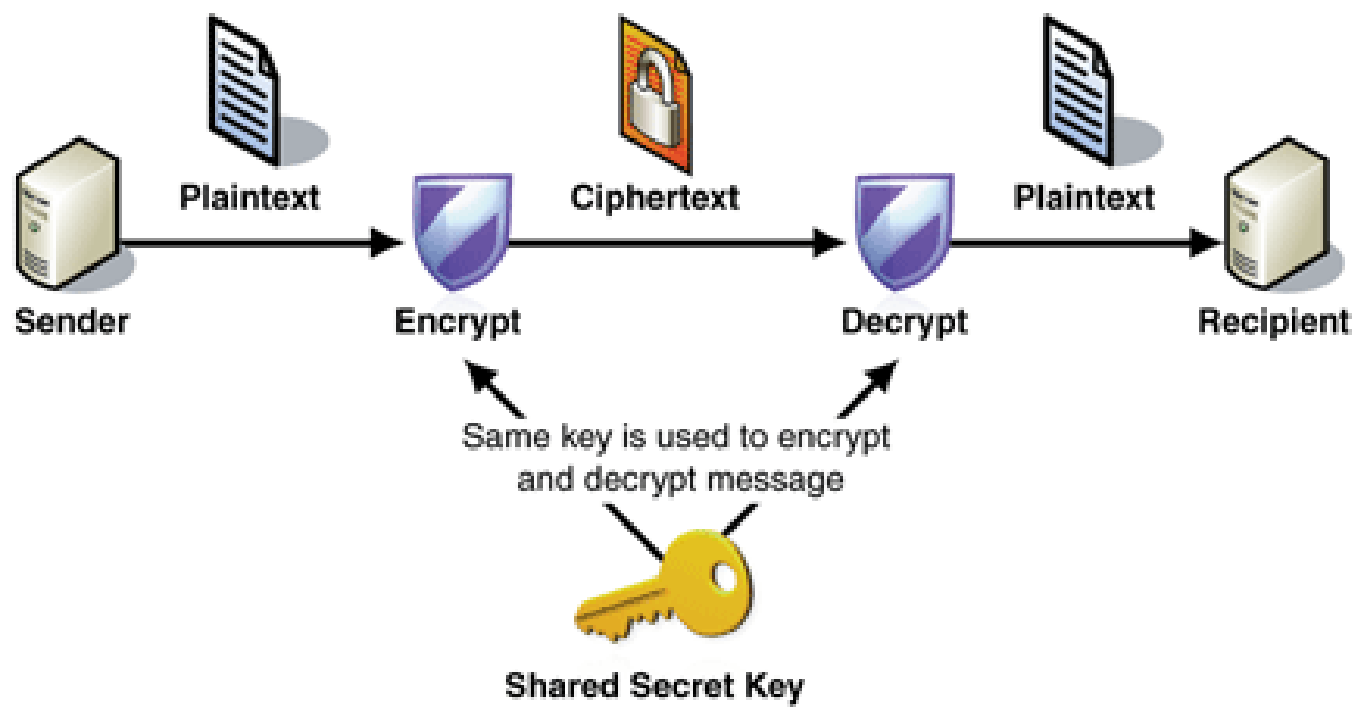 Plaintext
Ciphertext
Plaintext
Sender
Encrypt
Decrypt
Recipient
Same key is used to encrypt
and decrypt message
Shared Secret Key